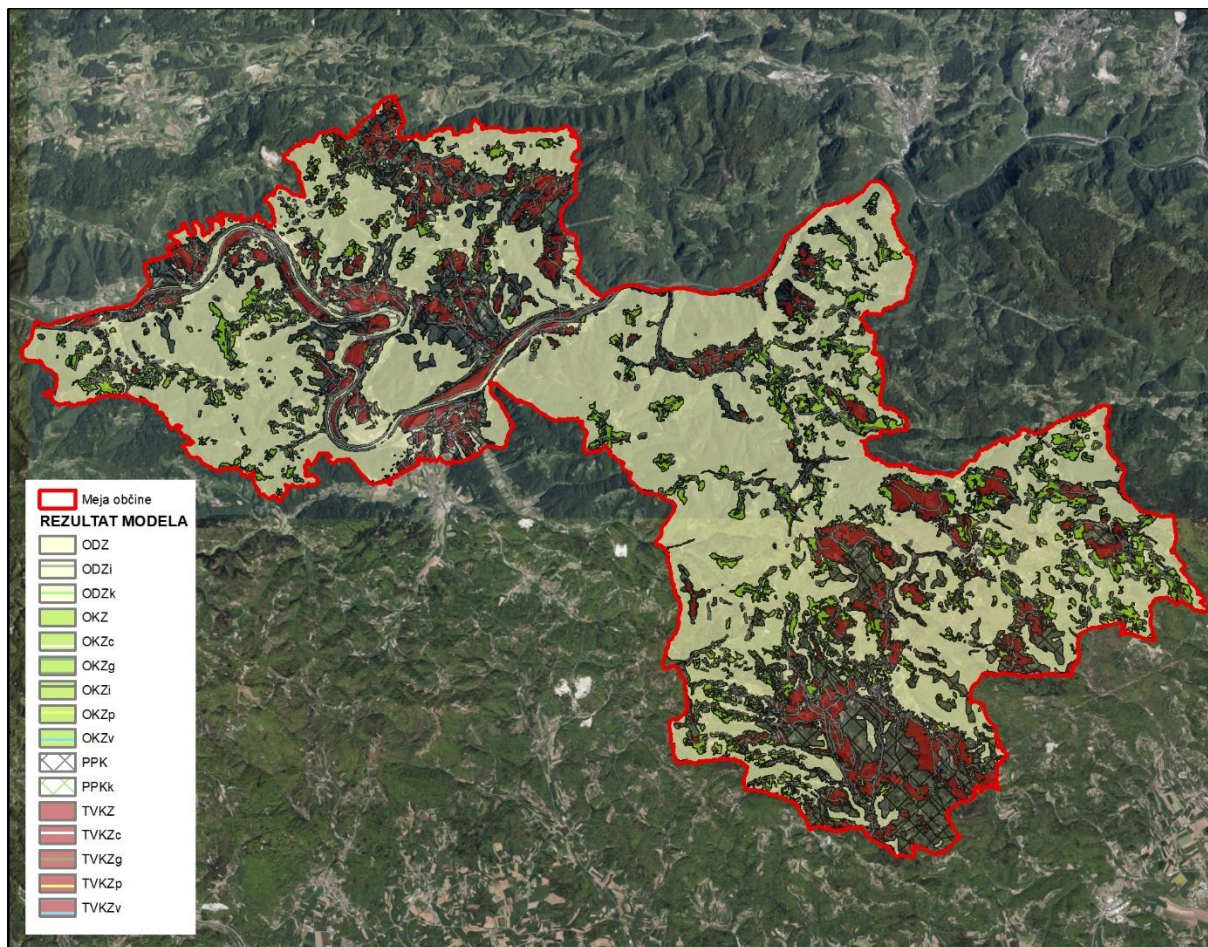 Meja občine
REZULTAT MODELA
ODZ
ODZi
ODZk
OKZ
OKZc
OKZg
OKZi
OKZp
OKZv
PPK
PPKk
TVKZ
TVKZc
TVKZg
TVKZp
TVKZv